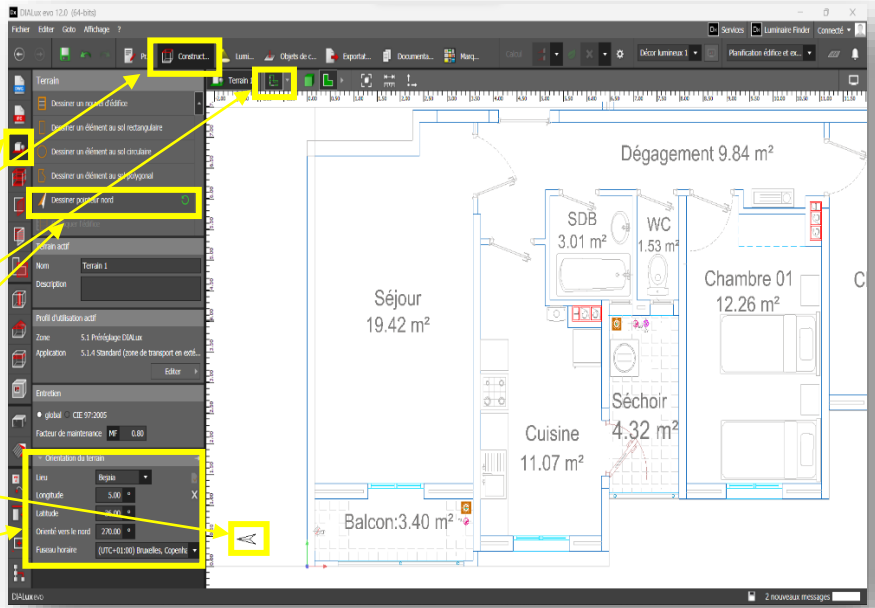 DIALux evo 12.0 (64-bits)
Fichier Editer Goto Affichage ?
Services Luminaire Finder Connecté
Construct... Lumi... Objets de c... Exportat... Documenta... Marq... Calcul Décor lumineux 1 Planification édifice et ex...
Terrain
Terrain
Dessiner un nouveau d'édifice
Dessiner un élément au sol rectangulaire
Dessiner un élément au sol circulaire
Dessiner un élément au sol polygonal
Dessiner pointeur nord
Terrain actif
Nom Terrain 1
Description
Profil d'utilisation actif
Zone 5.1 Préréglage DIALux
Application 5.1.4 Standard (zone de transport en exté...
Editer
Entretien
global CIE 97:2005
Facteur de maintenance MF 0.80
Orientation du terrain
Lieu Bejaia
Longitude 5.00 °
Latitude
Orienté vers le nord 270.00 °
Fuseau horaire (UTC+01:00) Bruxelles, Copenh
Dégagement 9.84 m²
SDB
3.01 m²
WC
1.53 m²
Chambre 01
12.26 m²
C
Séjour
19.42 m²
Séchoir
4.32 m²
Cuisine
11.07 m²
Balcon:3.40 m²
DIALux evo
2 nouveaux messages